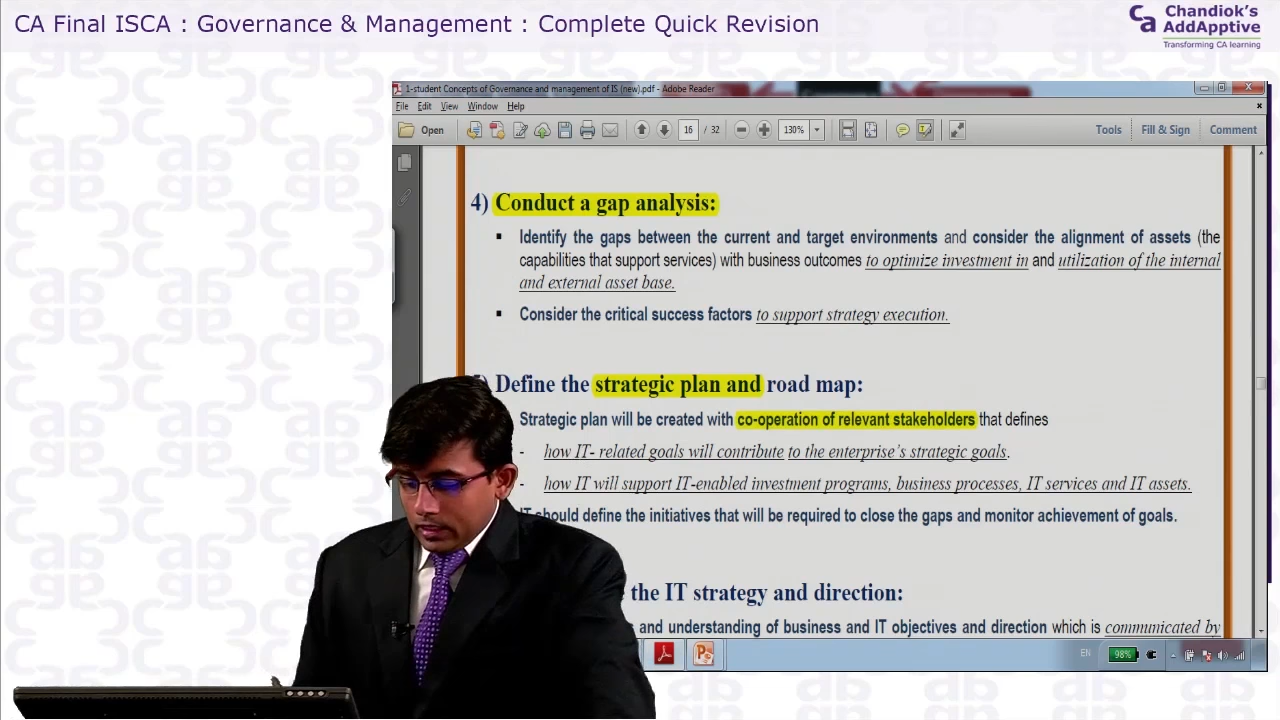 CA Final ISCA : Governance & Management : Complete Quick Revision
Ca
Chandiok's
AddApptive
Transforming CA learning
1-student Concepts of Governance and management of IS (new).pdf - Adobe Reader
File Edit View Window Help
Open 16 / 32 130% Tools Fill & Sign Comment
4) Conduct a gap analysis:
Identify the gaps between the current and target environments and consider the alignment of assets (the
capabilities that support services) with business outcomes to optimize investment in and utilization of the internal
and external asset base.
Consider the critical success factors to support strategy execution.
Define the strategic plan and road map:
Strategic plan will be created with co-operation of relevant stakeholders that defines
- how IT- related goals will contribute to the enterprise's strategic goals.
- how IT will support IT-enabled investment programs, business processes, IT services and IT assets.
IT should define the initiatives that will be required to close the gaps and monitor achievement of goals.
the IT strategy and direction:
and understanding of business and IT objectives and direction which is communicated by
EN 98%